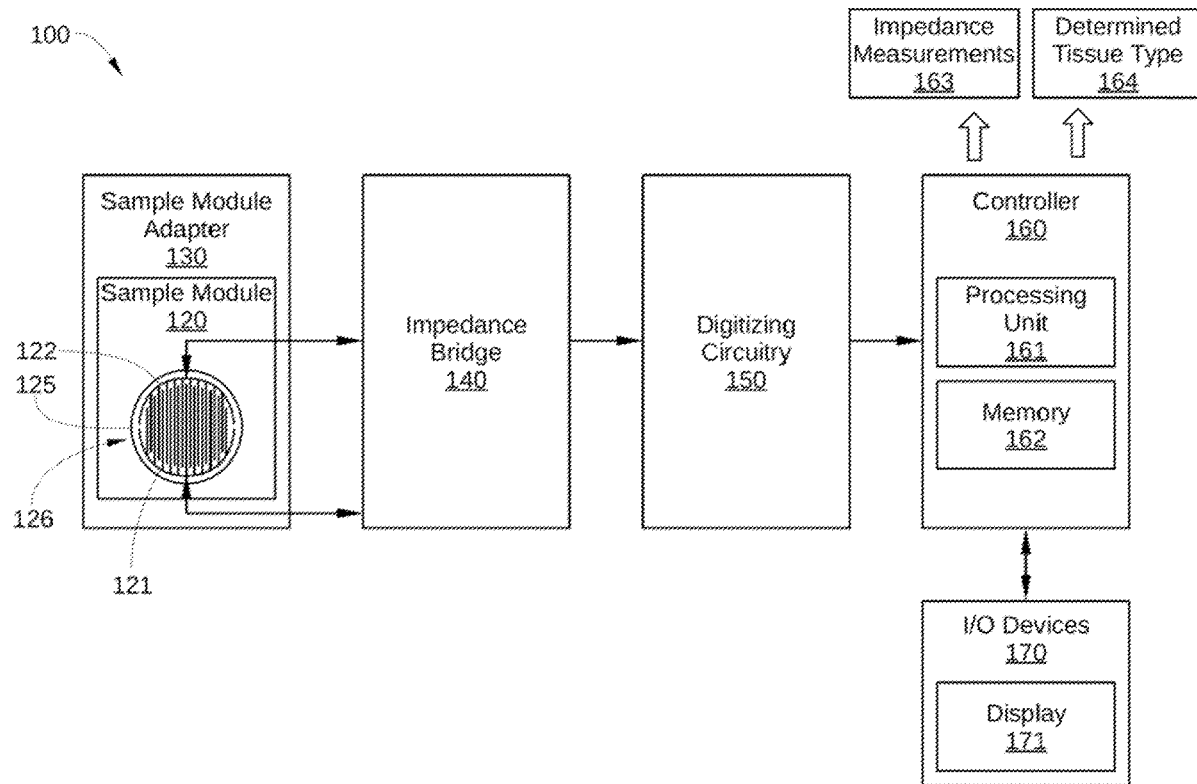 100
Impedance
Measurements
163
Determined
Tissue Type
164
Sample Module
Adapter
130
Sample Module
120
122
125
126
121
Impedance
Bridge
140
Digitizing
Circuitry
150
Controller
160
Processing
Unit
161
Memory
162
I/O Devices
170
Display
171